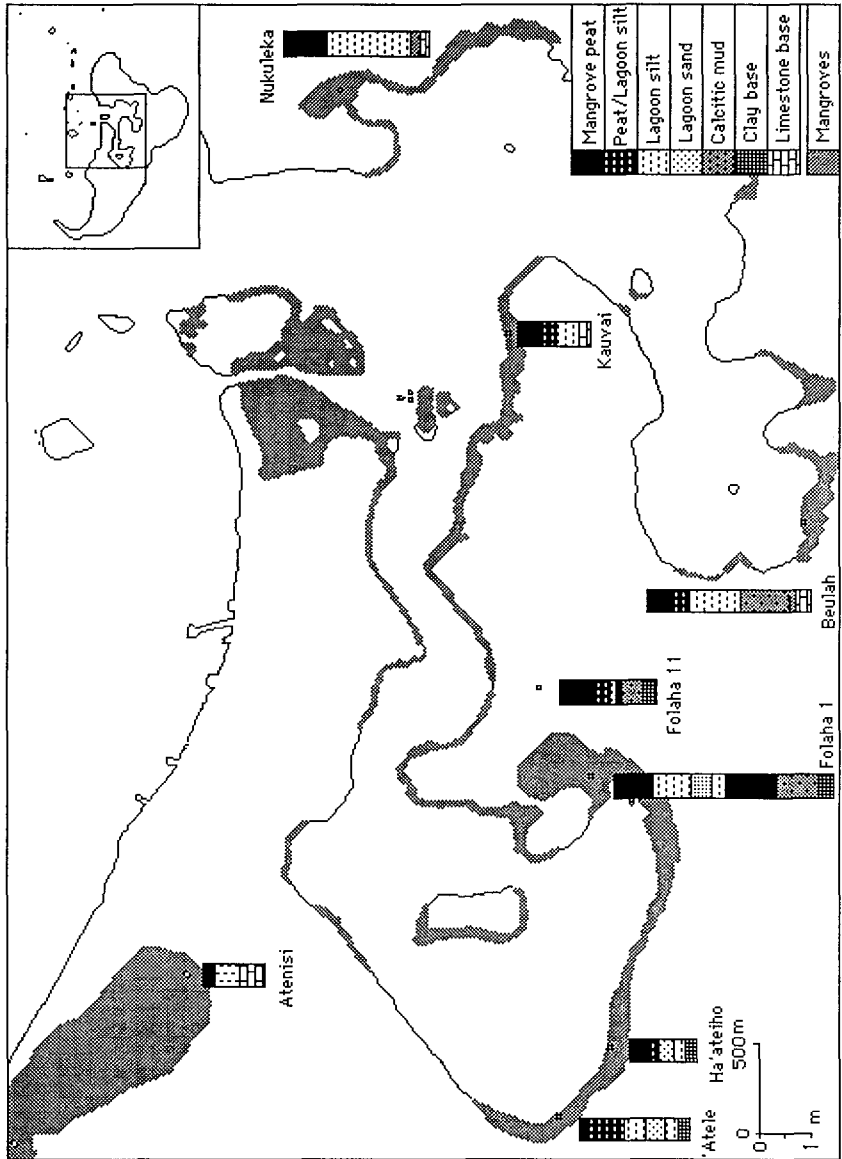 Nukuleka
Mangrove peat
Peat/Lagoon silt
Lagoon silt
Lagoon sand
Calcitic mud
Clay base
Limestone base
Mangroves
Kauvai
Atenisi
Folaha 11
Folaha 1
Beulah
Ha'ateiho
'Atele
0 500m
0
1 m